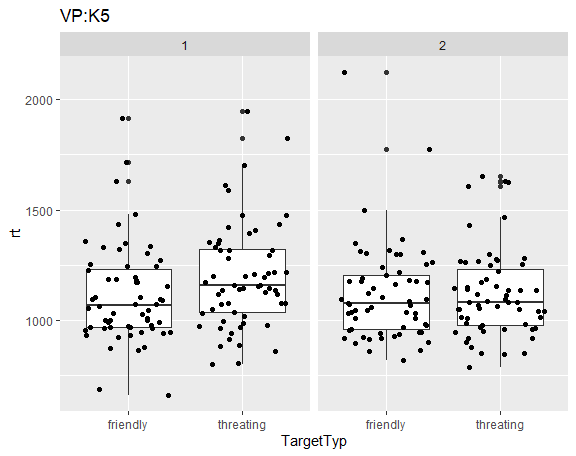 VP:K5
1
2
2000
1500
1000
rt
friendly
threating
friendly
threating
TargetTyp